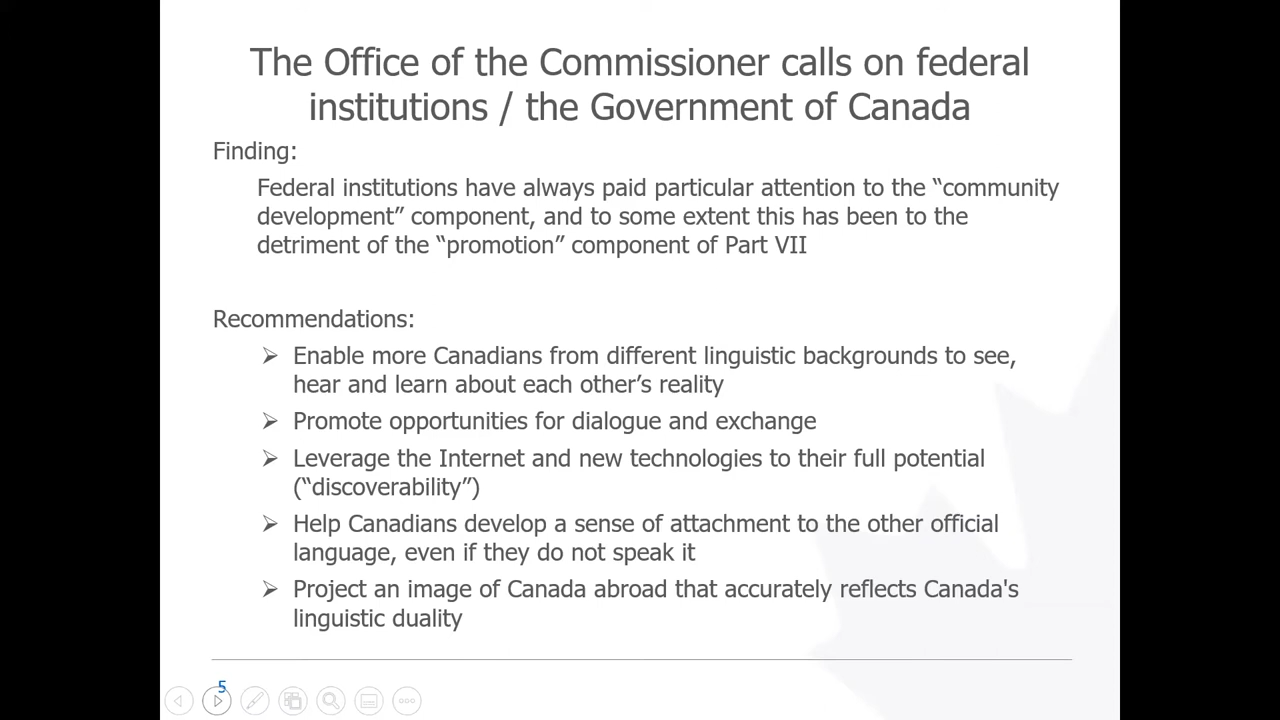 The Office of the Commissioner calls on federal
institutions / the Government of Canada
Finding:
Federal institutions have always paid particular attention to the “community
development” component, and to some extent this has been to the
detriment of the “promotion” component of Part VII
Recommendations:
Enable more Canadians from different linguistic backgrounds to see,
hear and learn about each other’s reality
Promote opportunities for dialogue and exchange
Leverage the Internet and new technologies to their full potential
(“discoverability”)
Help Canadians develop a sense of attachment to the other official
language, even if they do not speak it
Project an image of Canada abroad that accurately reflects Canada's
linguistic duality
5